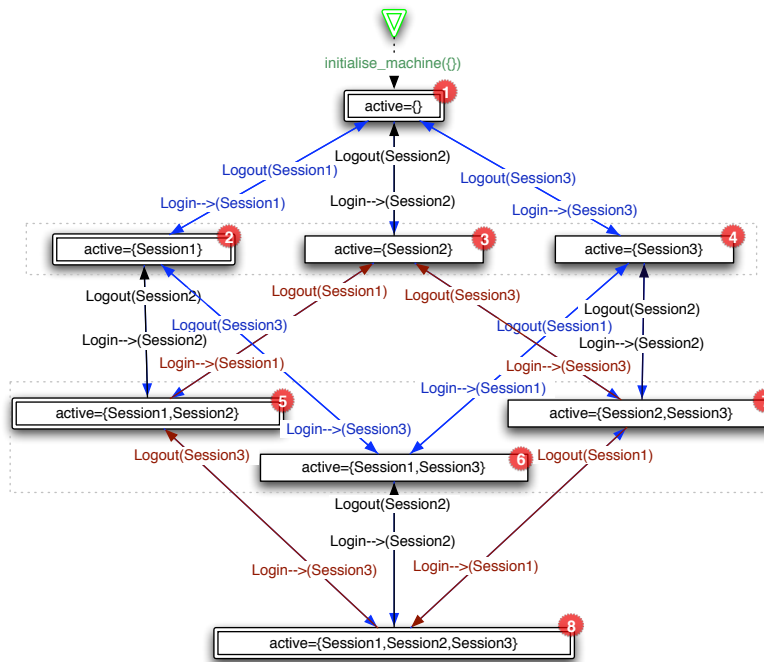 initialise_machine({})
1
active={}
Logout(Session2)
Logout(Session1)
Logout(Session3)
Login-->(Session1)
Login-->(Session2)
Login-->(Session3)
2
3
4
active={Session1}
active={Session2}
active={Session3}
Logout(Session2)
Logout(Session1)
Logout(Session3)
Logout(Session2)
Logout(Session3)
Logout(Session1)
Login-->(Session2)
Login-->(Session2)
Login-->(Session1)
Login-->(Session3)
Login-->(Session1)
5
active={Session1,Session2}
active={Session2,Session3}
Login-->(Session3)
Logout(Session3)
6
Logout(Session1)
active={Session1,Session3}
Logout(Session2)
Login-->(Session2)
Login-->(Session3)
Login-->(Session1)
8
active={Session1,Session2,Session3}